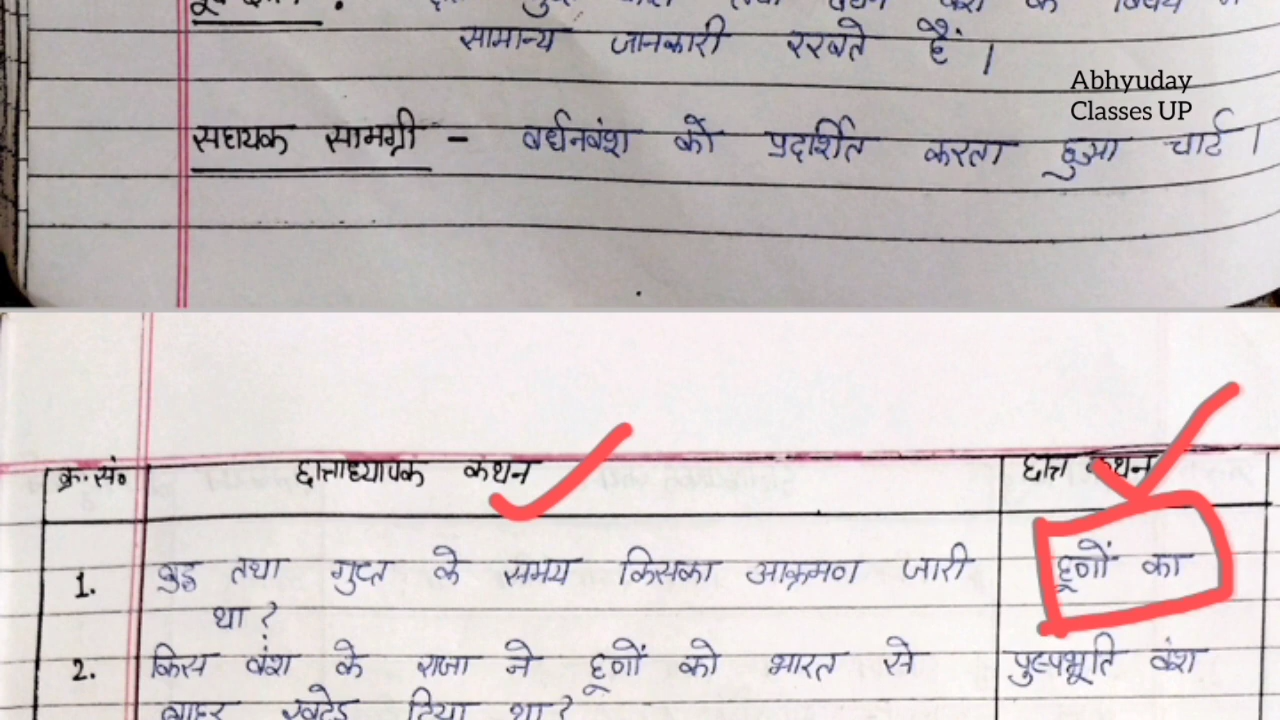 सामान्य जानकारी रखते हैं।
Abhyuday
Classes UP
सहायक सामग्री - वर्धनवंश को प्रदर्शित करता हुआ चार्ट।
क्र.सं० छात्राध्यापक कथन छात्र कथन
1. तथा गुप्त के समय किसका आक्रमण जारी हूणों का
था?
2. किस वंश के राजा ने हूणों को भारत से पुष्पभूति वंश
बाहर खदेड़ दिया था?